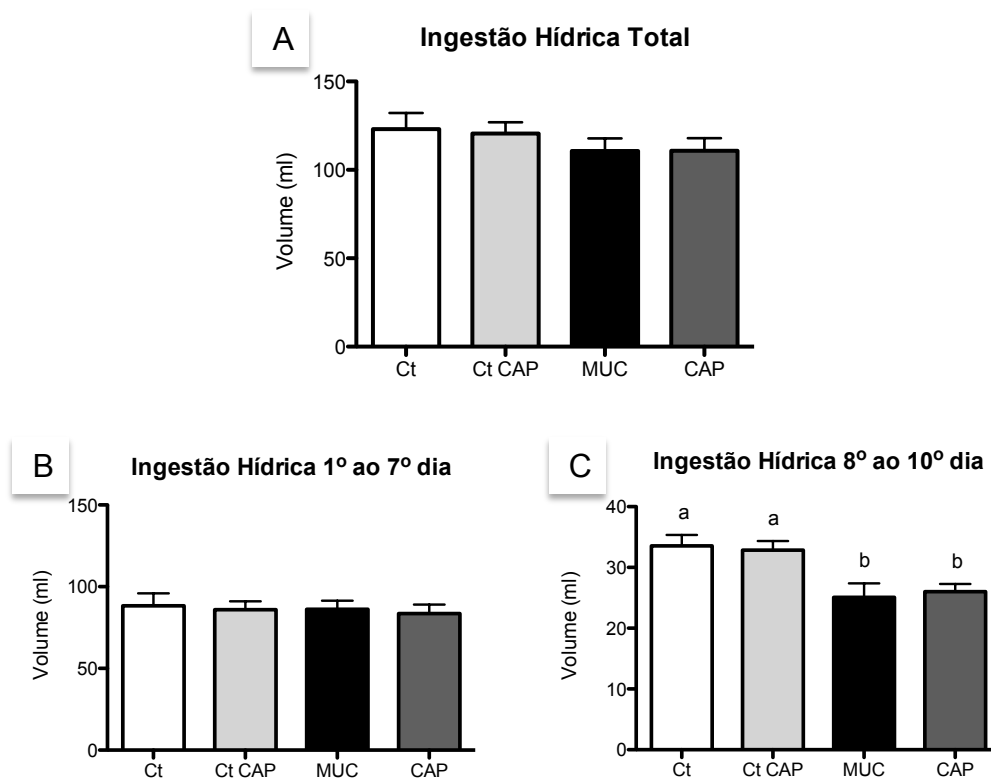 A
Ingestão Hídrica Total
Volume (ml)
150
100
50
0
Ct Ct CAP MUC CAP
B
Ingestão Hídrica 1º ao 7º dia
Volume (ml)
150
100
50
0
Ct Ct CAP MUC CAP
C
Ingestão Hídrica 8º ao 10º dia
Volume (ml)
40
30
20
10
0
a a b b
Ct Ct CAP MUC CAP